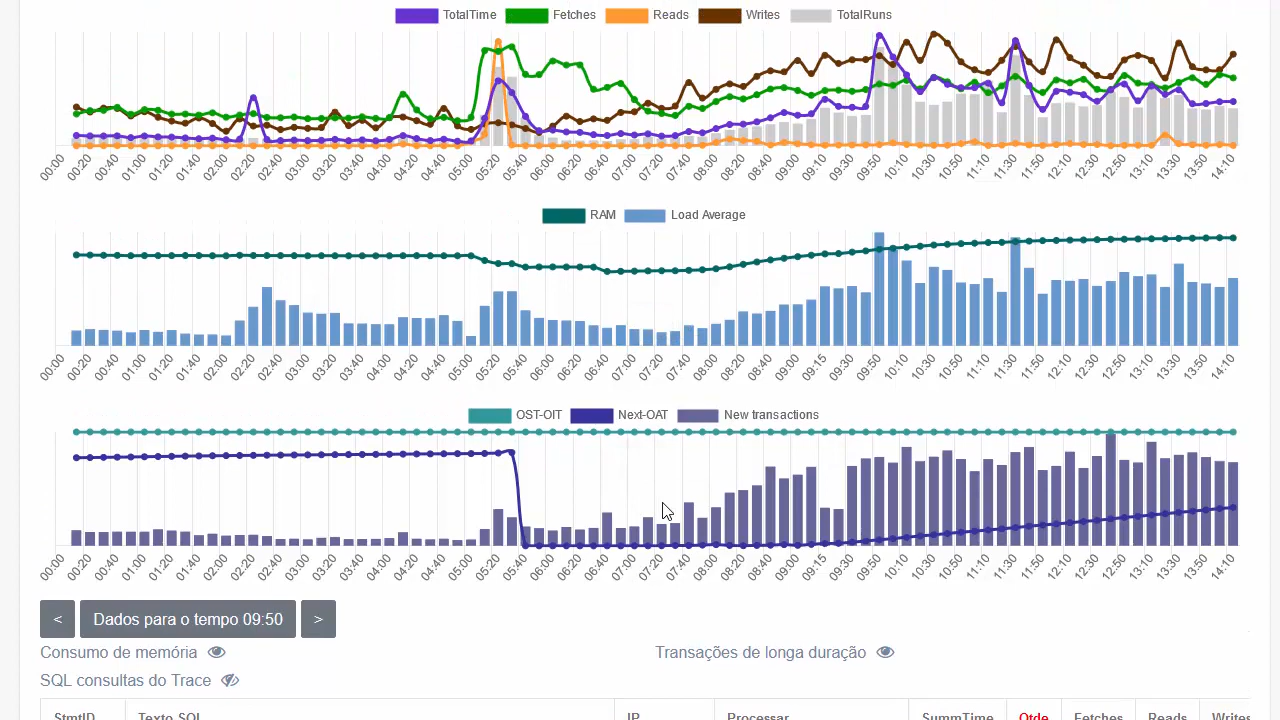 TotalTime Fetches Reads Writes TotalRuns
00:00 00:20 00:40 01:00 01:20 01:40 02:00 02:20 02:40 03:00 03:20 03:40 04:00 04:20 04:40 05:00 05:20 05:40 06:00 06:20 06:40 07:00 07:20 07:40 08:00 08:20 08:40 09:00 09:10 09:30 09:50 10:10 10:30 10:50 11:10 11:30 11:50 12:10 12:30 12:50 13:10 13:30 13:50 14:10
RAM Load Average
00:00 00:20 00:40 01:00 01:20 01:40 02:00 02:20 02:40 03:00 03:20 03:40 04:00 04:20 04:40 05:00 05:20 05:40 06:00 06:20 06:40 07:00 07:20 07:40 08:00 08:20 08:40 09:00 09:15 09:30 09:50 10:10 10:30 10:50 11:10 11:30 11:50 12:10 12:30 12:50 13:10 13:30 13:50 14:10
OST-OIT Next-OAT New transactions
00:00 00:20 00:40 01:00 01:20 01:40 02:00 02:20 02:40 03:00 03:20 03:40 04:00 04:20 04:40 05:00 05:20 05:40 06:00 06:20 06:40 07:00 07:20 07:40 08:00 08:20 08:40 09:00 09:15 09:30 09:50 10:10 10:30 10:50 11:10 11:30 11:50 12:10 12:30 12:50 13:10 13:30 13:50 14:10
< Dados para o tempo 09:50 >
Consumo de memória Transações de longa duração
SQL consultas do Trace
StmtID Texto SQL IP Processar SummTime Qtde Fetches Reads Writes